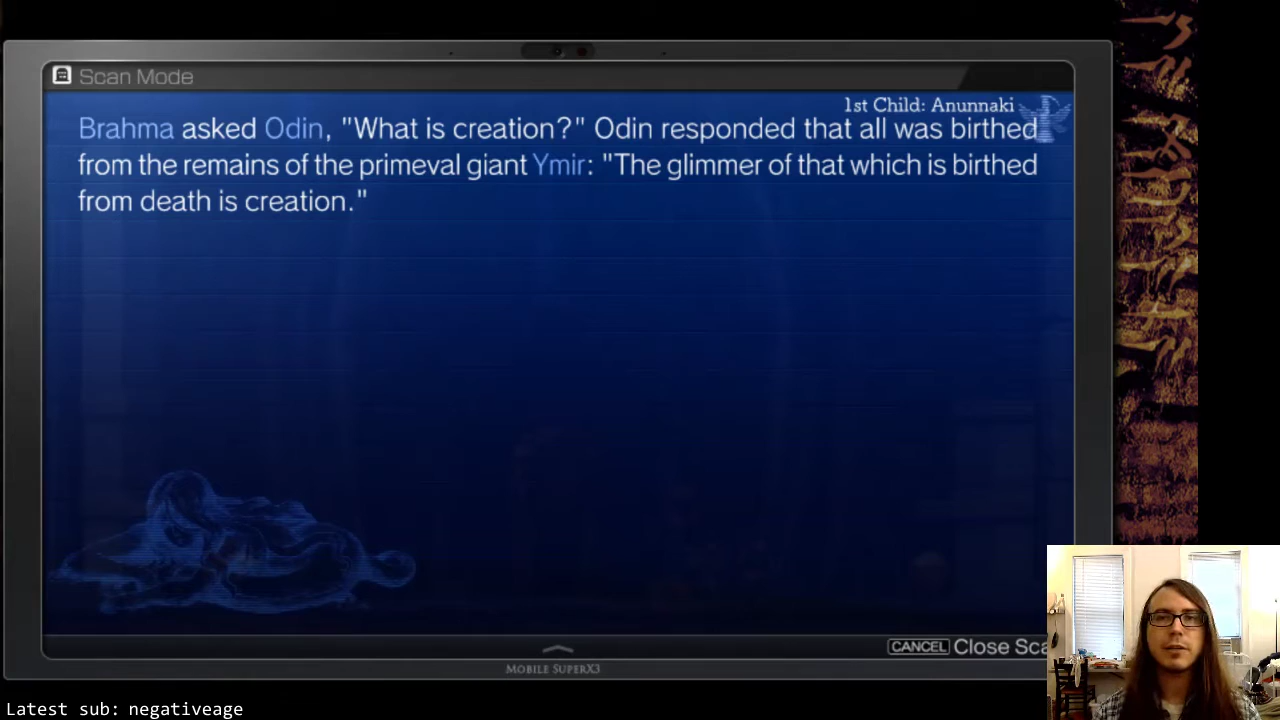 Scan Mode
1st Child: Anunnaki
Brahma asked Odin, "What is creation?" Odin responded that all was birthed
from the remains of the primeval giant Ymir: "The glimmer of that which is birthed
from death is creation."
CANCEL Close Sca
MOBILE SUPERX3
Latest sub: negativeage